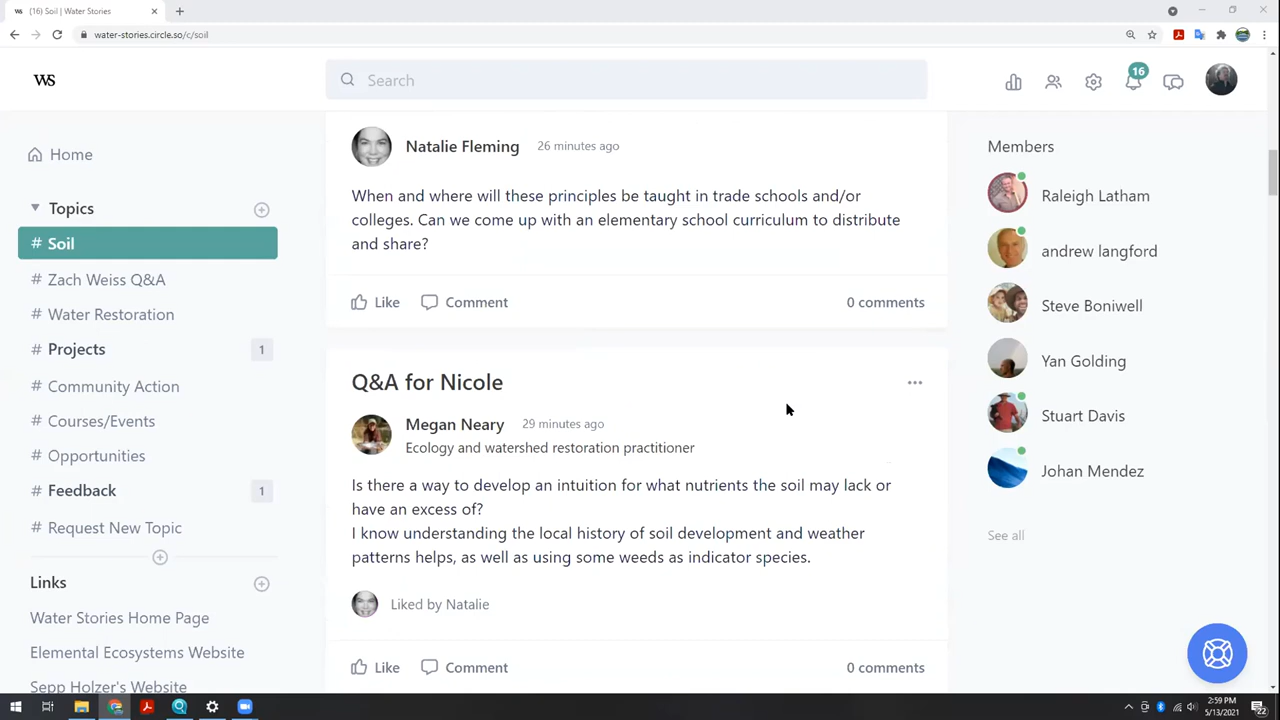 (16) Soil | Water Stories
water-stories.circle.so/c/soil
WS
Search
16
Home
Topics
# Soil
# Zach Weiss Q&A
# Water Restoration
# Projects 1
# Community Action
# Courses/Events
# Opportunities
# Feedback 1
# Request New Topic
Links
Water Stories Home Page
Elemental Ecosystems Website
Sepp Holzer's Website
Natalie Fleming 26 minutes ago
When and where will these principles be taught in trade schools and/or
colleges. Can we come up with an elementary school curriculum to distribute
and share?
Like Comment 0 comments
Q&A for Nicole
Megan Neary 29 minutes ago
Ecology and watershed restoration practitioner
Is there a way to develop an intuition for what nutrients the soil may lack or
have an excess of?
I know understanding the local history of soil development and weather
patterns helps, as well as using some weeds as indicator species.
Liked by Natalie
Like Comment 0 comments
Members
Raleigh Latham
andrew langford
Steve Boniwell
Yan Golding
Stuart Davis
Johan Mendez
See all
2:59 PM
5/13/2021
22